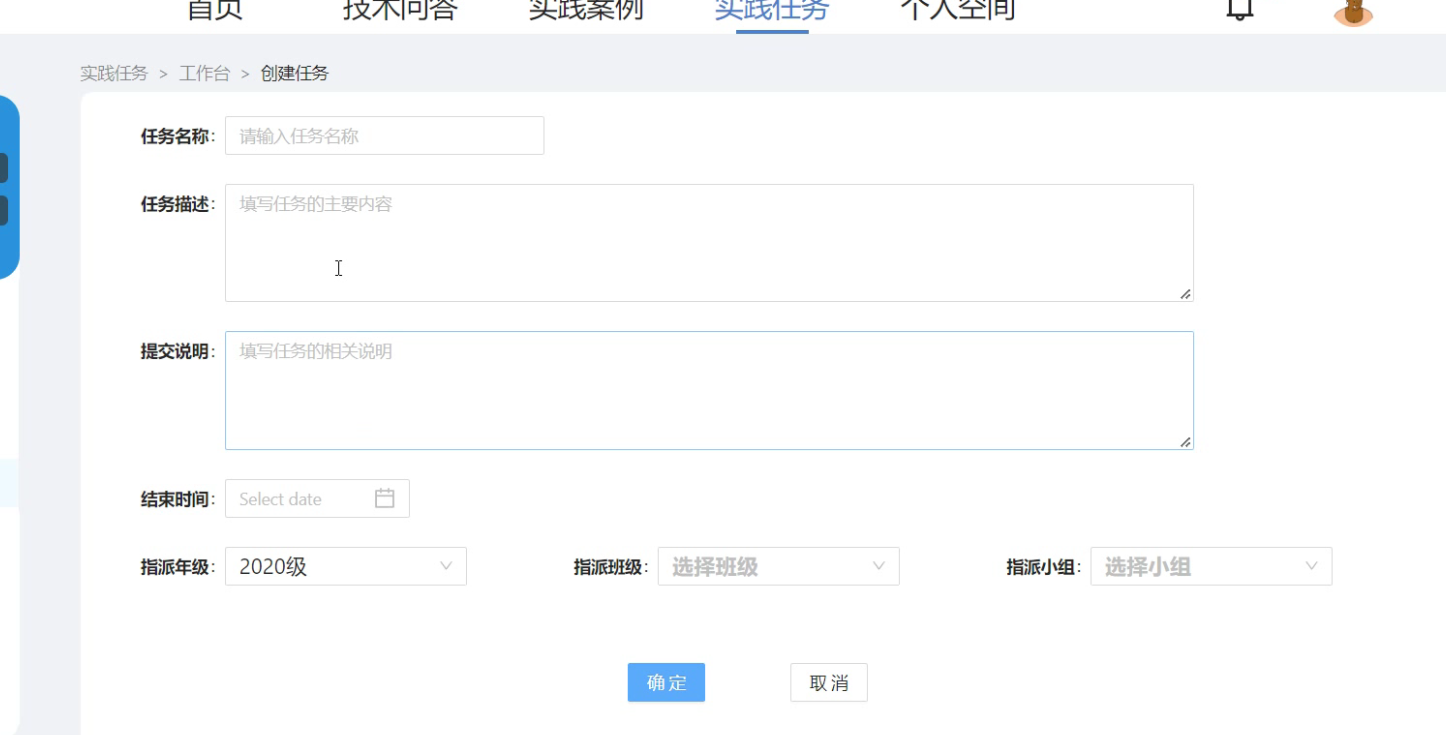 首页 技术问答 实践案例 实践任务 个人空间
实践任务 > 工作台 > 创建任务
任务名称: 请输入任务名称
任务描述: 填写任务的主要内容
提交说明: 填写任务的相关说明
结束时间: Select date
指派年级: 2020级 指派班级: 选择班级 指派小组: 选择小组
确定 取消